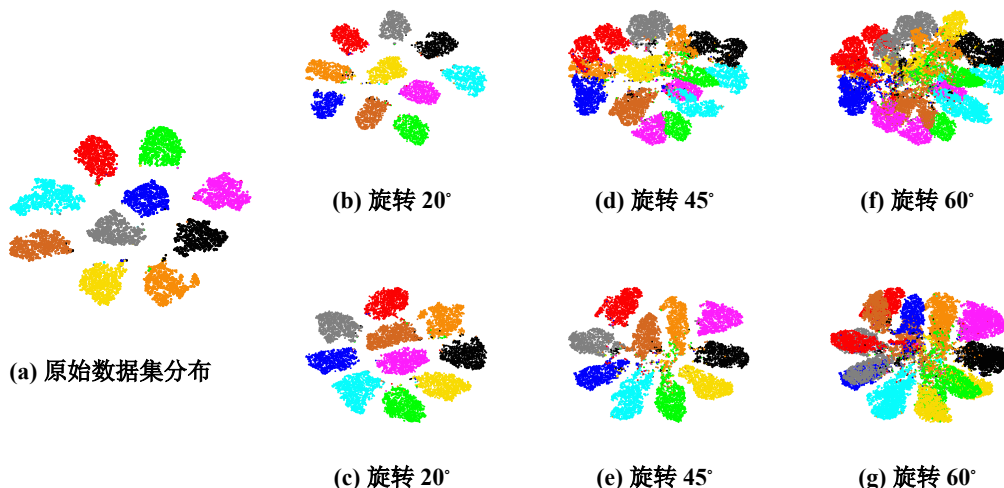 (b) 旋转 20°
(d) 旋转 45°
(f) 旋转 60°
(a) 原始数据集分布
(c) 旋转 20°
(e) 旋转 45°
(g) 旋转 60°